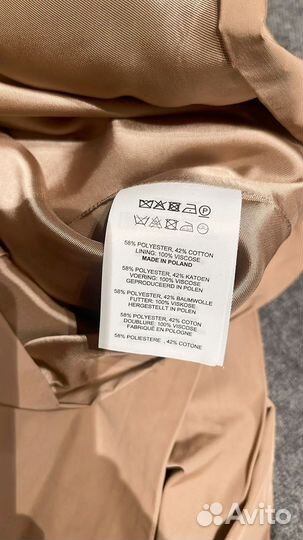 58% POLYESTER, 42% COTTON
LINING: 100% VISCOSE
MADE IN POLAND
58% POLYESTER, 42% KATOEN
VOERING: 100% VISCOSE
GEPRODUCEERD IN POLEN
58% POLYESTER, 42% BAUMWOLLE
FUTTER: 100% VISKOSE
HERGESTELLT IN POLEN
58% POLYESTER, 42% COTON
DOUBLURE: 100% VISCOSE
FABRIQUÉ EN POLOGNE
58% POLIESTERE, 42% COTONE
Avito